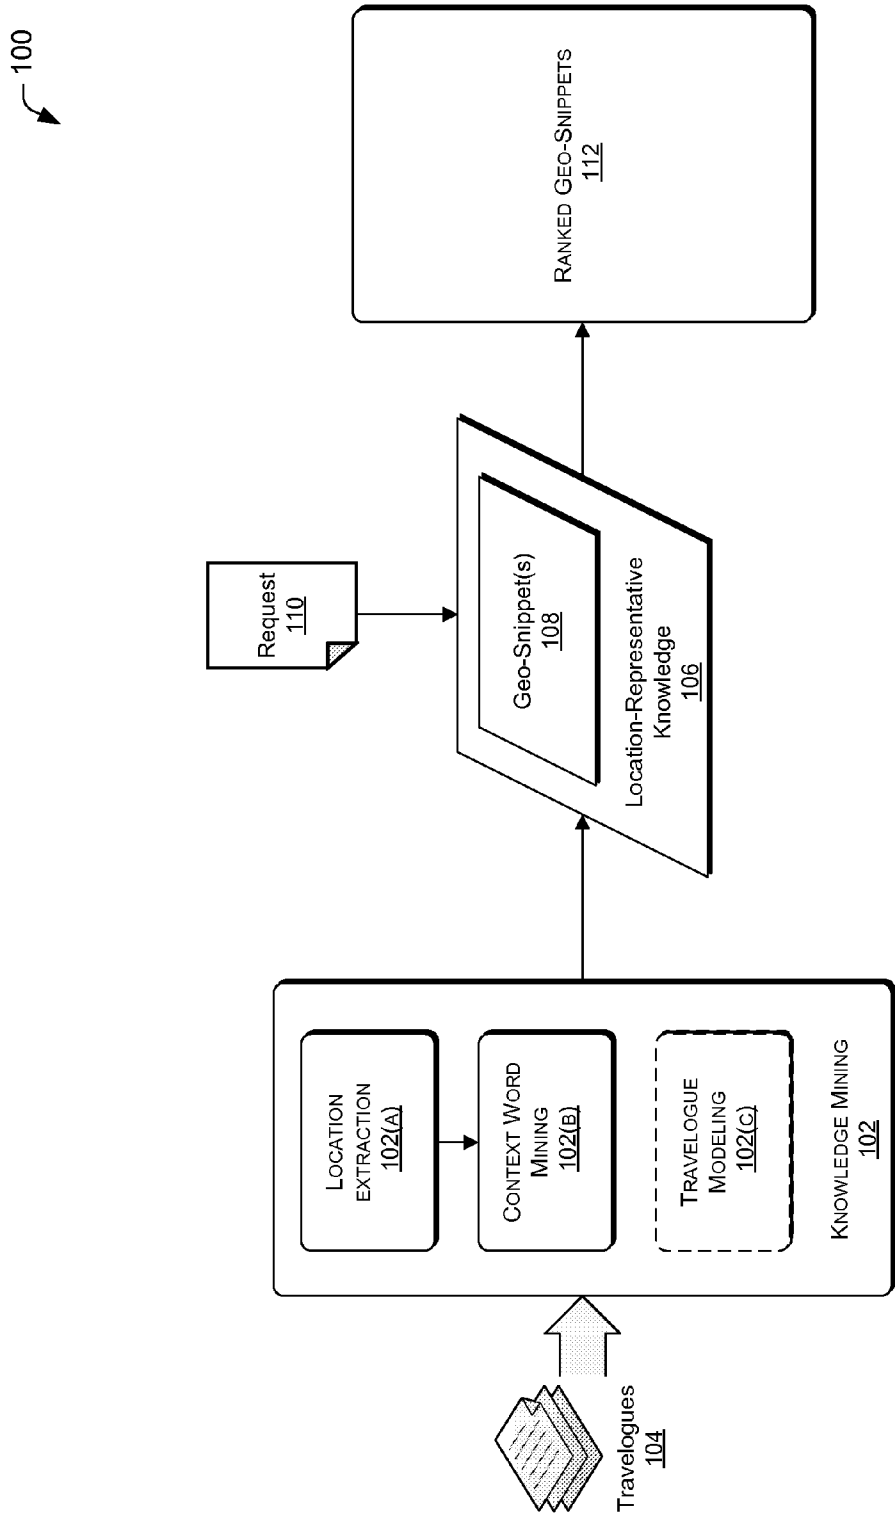 100
Travelogues
104
LOCATION
EXTRACTION
102(A)
CONTEXT WORD
MINING
102(B)
TRAVELOGUE
MODELING
102(C)
KNOWLEDGE MINING
102
Request
110
Geo-Snippet(s)
108
Location-Representative
Knowledge
106
RANKED GEO-SNIPPETS
112